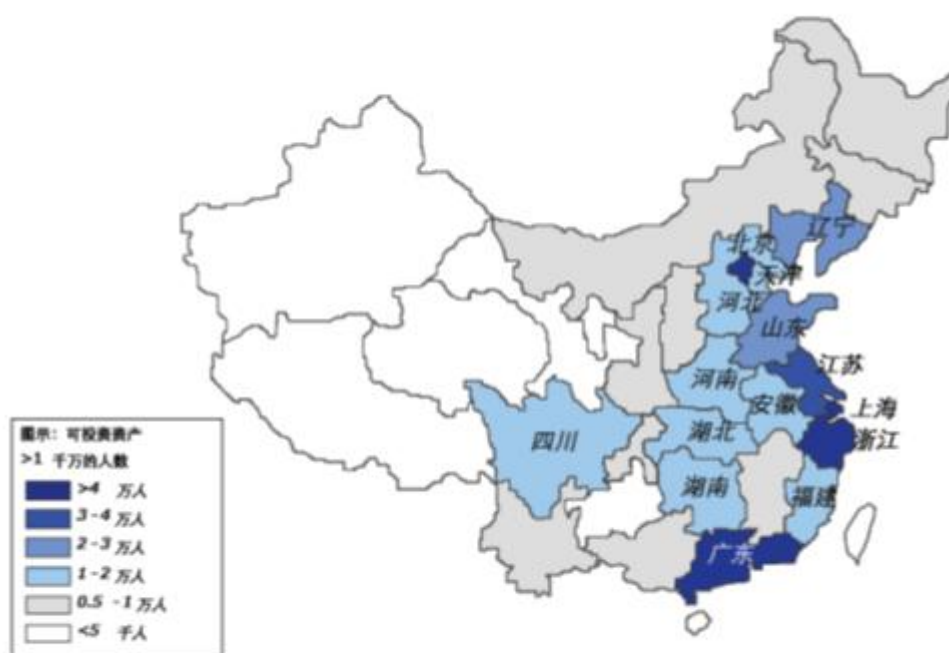 辽宁
北京
天津
河北
山东
江苏
河南
安徽
上海
四川
湖北
浙江
湖南
福建
广东
图示：可投资资产
>1 千万的人数
>4 万人
3-4 万人
2-3 万人
1-2 万人
0.5 -1 万人
<5 千人